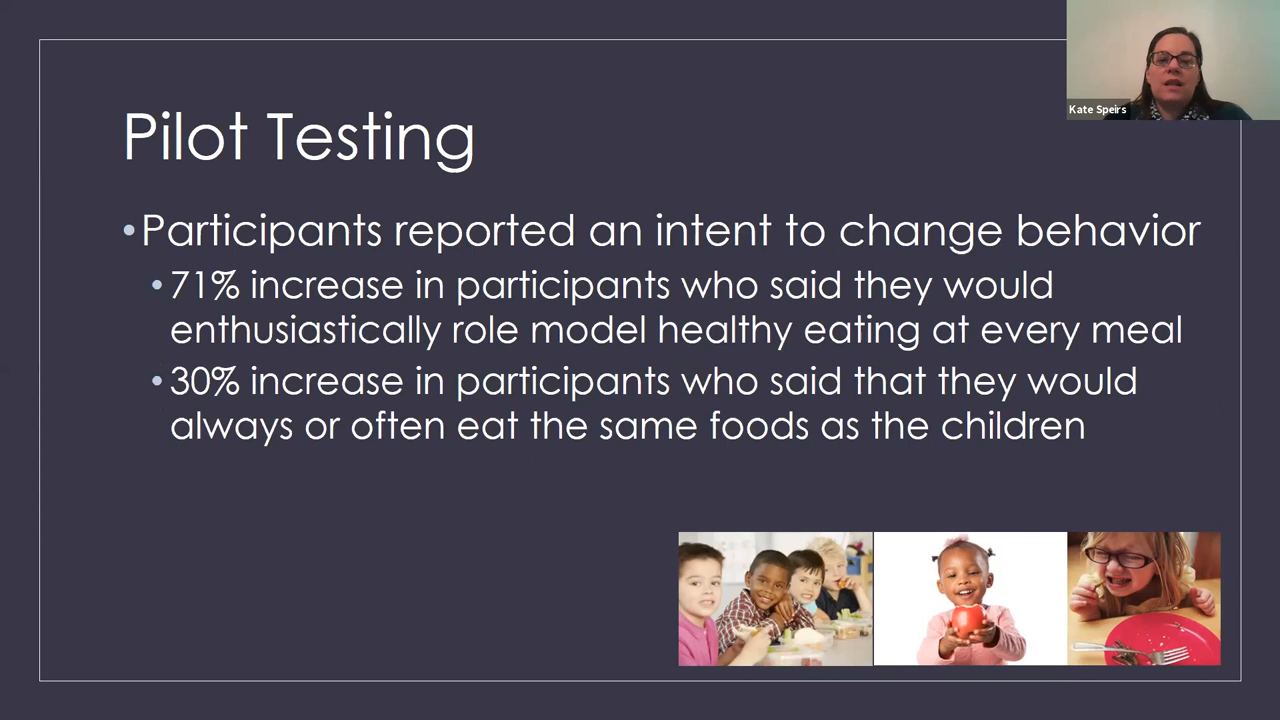 Kate Speirs
Pilot Testing
•Participants reported an intent to change behavior
•71% increase in participants who said they would
enthusiastically role model healthy eating at every meal
•30% increase in participants who said that they would
always or often eat the same foods as the children